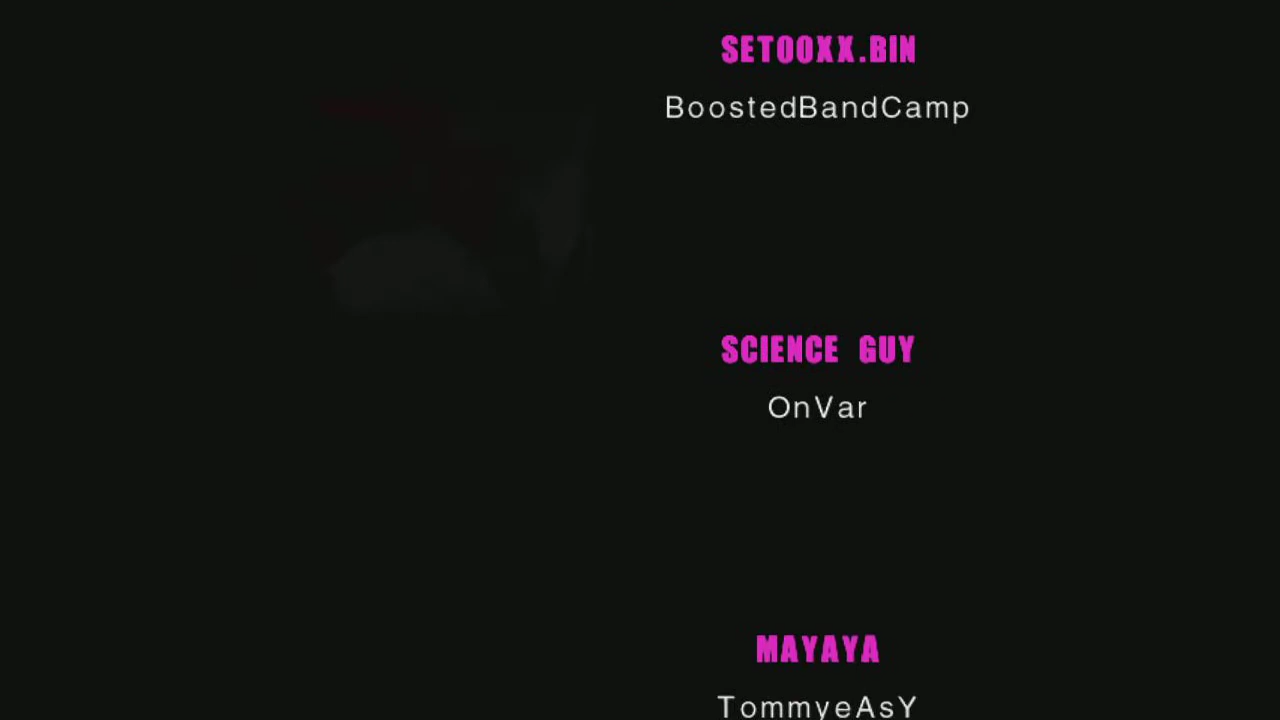 SETOOXX.BIN
BoostedBandCamp
SCIENCE GUY
OnVar
MAYAYA
TommyeAsY